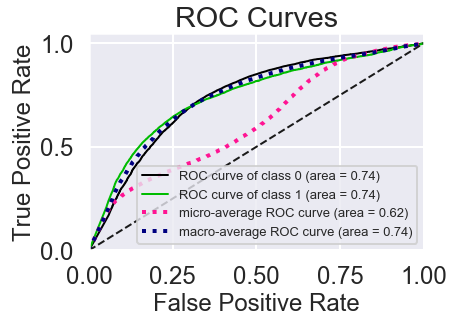 ROC Curves
True Positive Rate
1.0
0.5
0.0
ROC curve of class 0 (area = 0.74)
ROC curve of class 1 (area = 0.74)
micro-average ROC curve (area = 0.62)
macro-average ROC curve (area = 0.74)
0.00 0.25 0.50 0.75 1.00
False Positive Rate